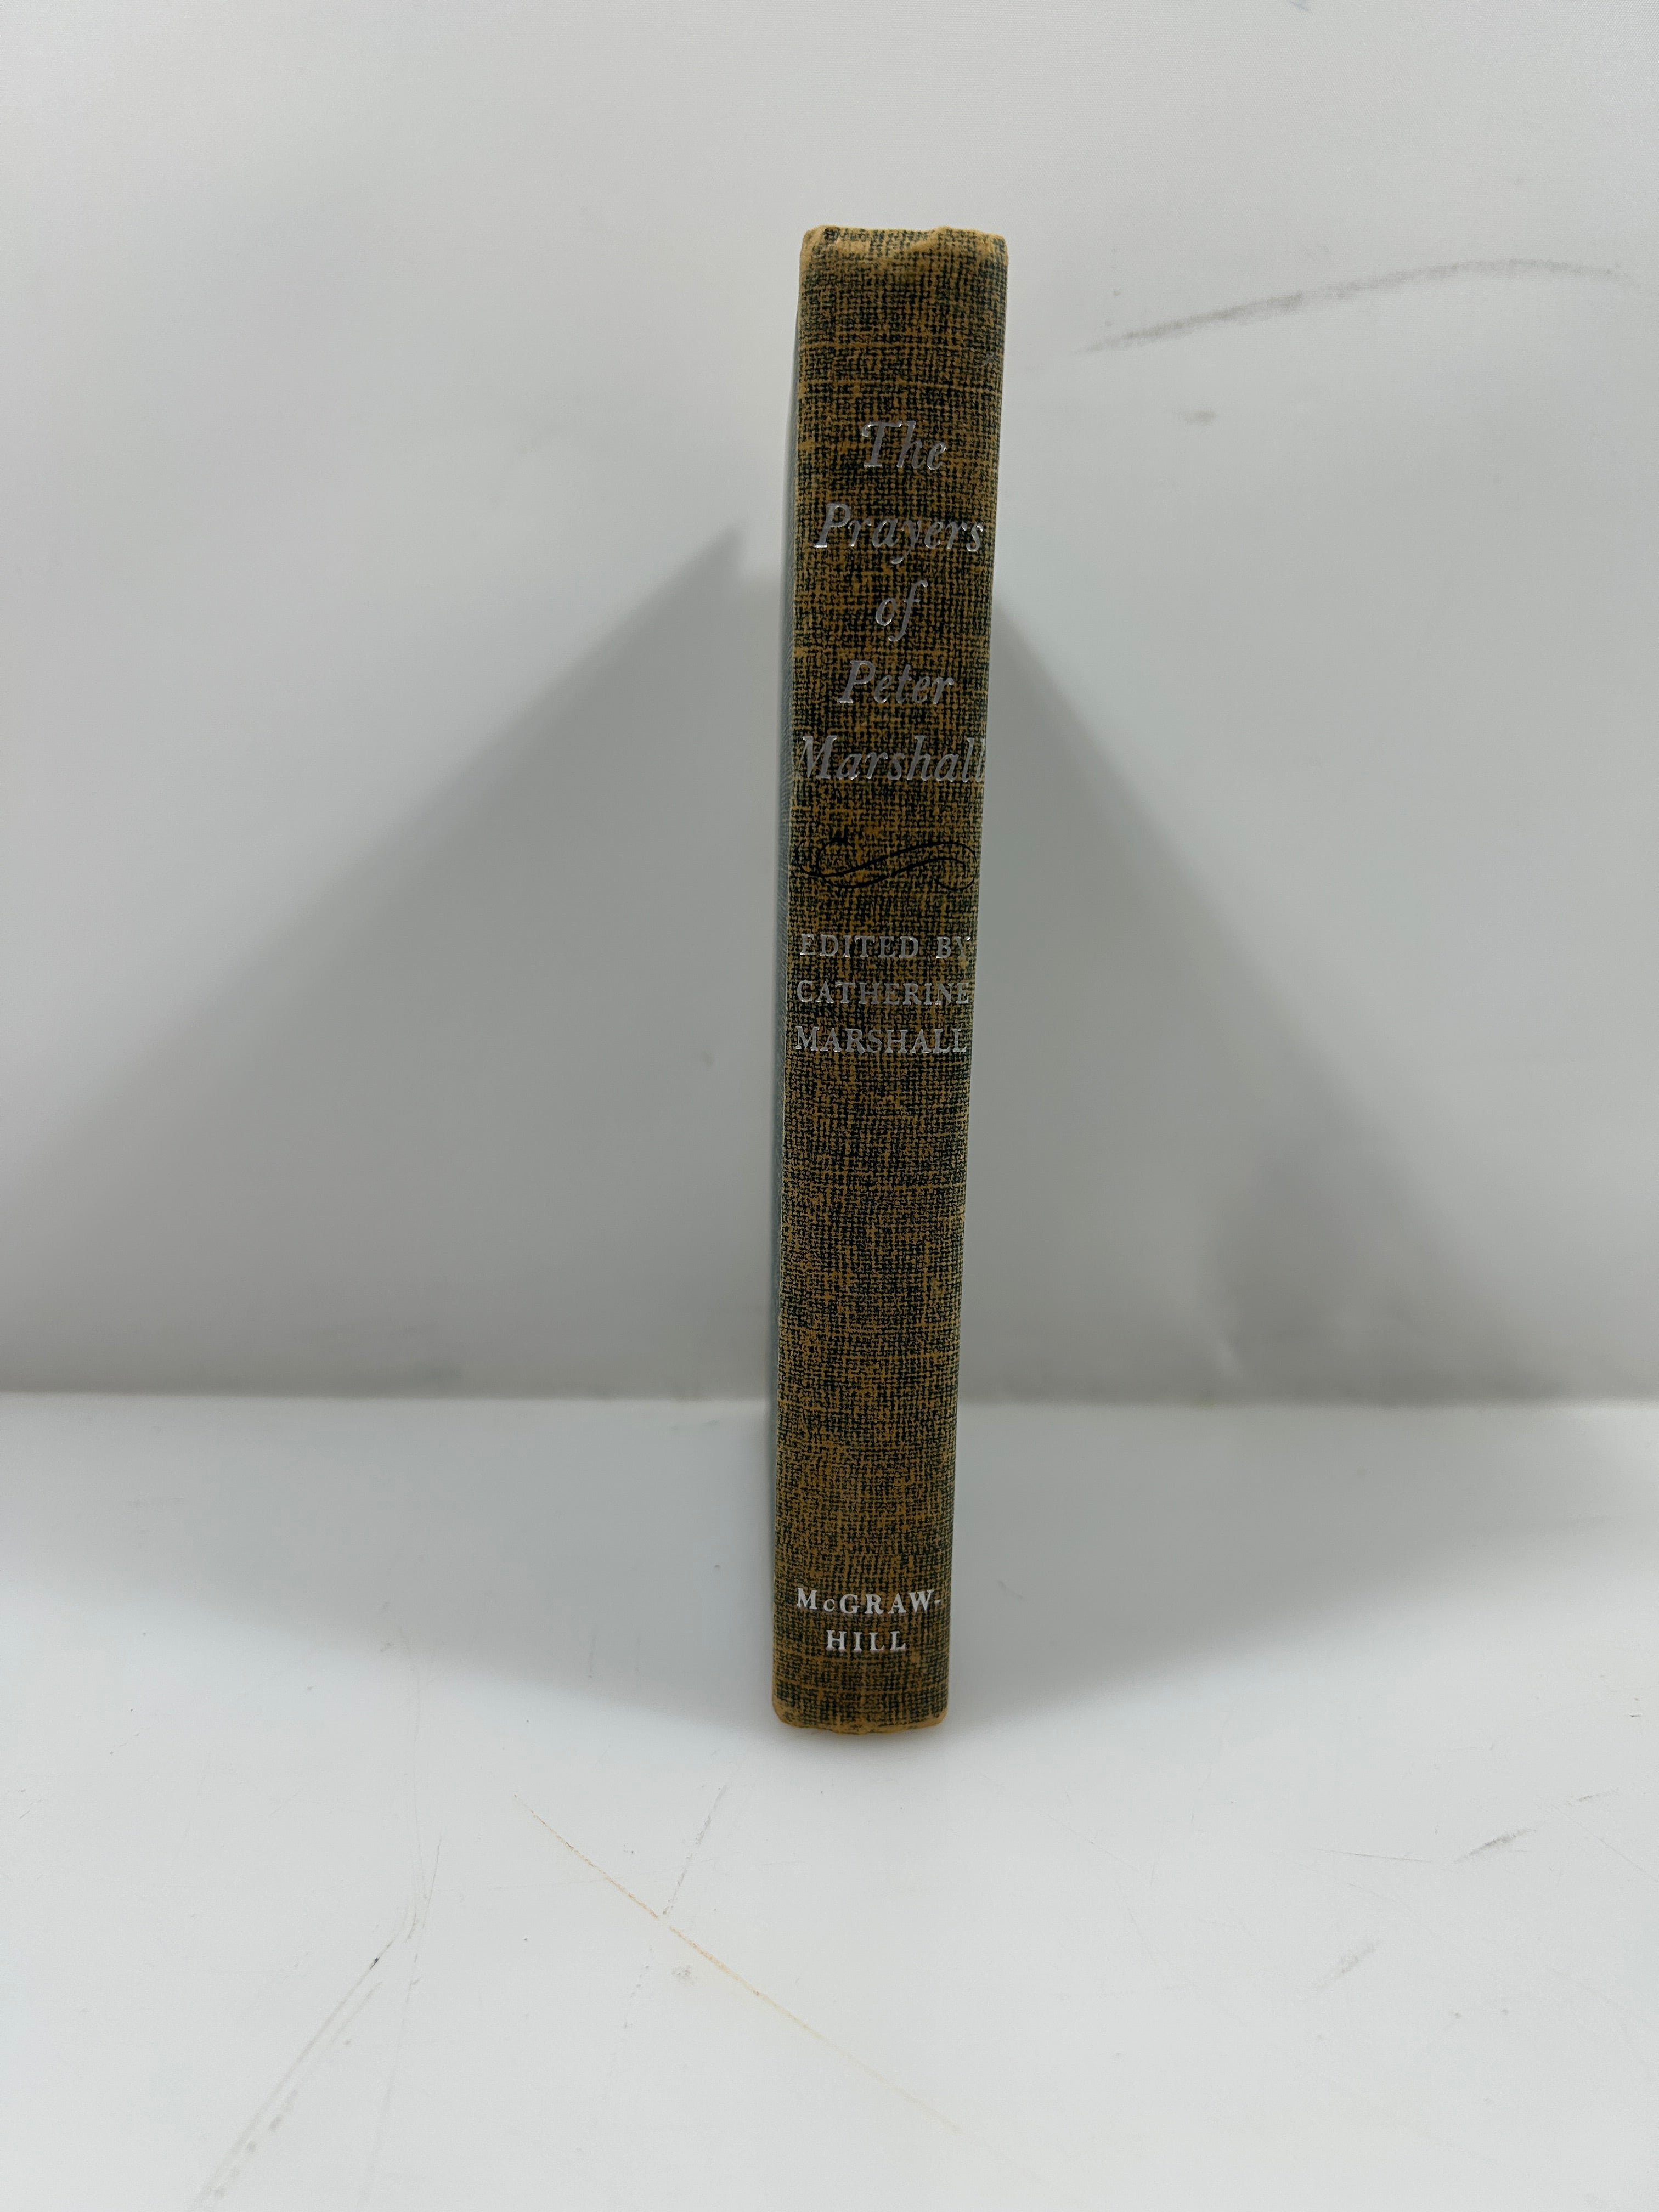 The
Prayers
of
Peter
Marshall
EDITED BY
CATHERINE
MARSHALL
McGRAW-
HILL